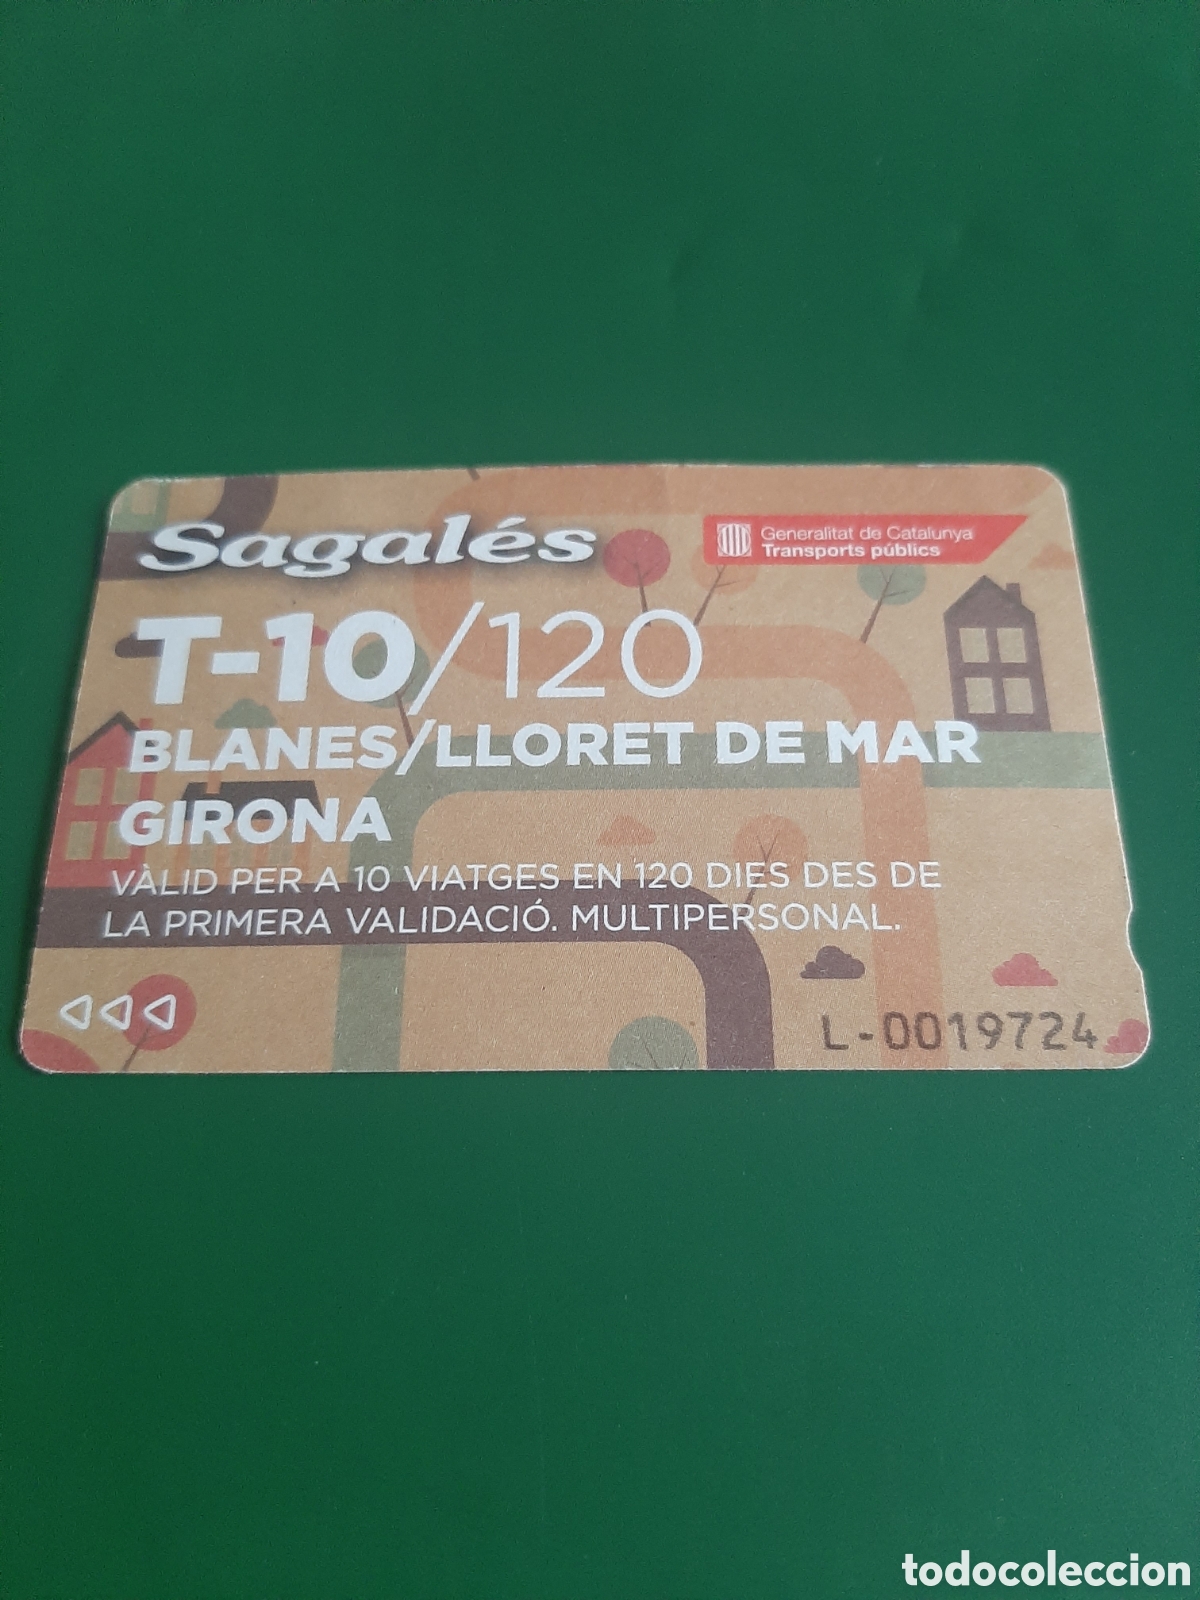 Sagalés
Generalitat de Catalunya
Transports públics
T-10/120
BLANES/LLORET DE MAR
GIRONA
VÀLID PER A 10 VIATGES EN 120 DIES DES DE
LA PRIMERA VALIDACIÓ. MULTIPERSONAL.
L-0019724
todocoleccion